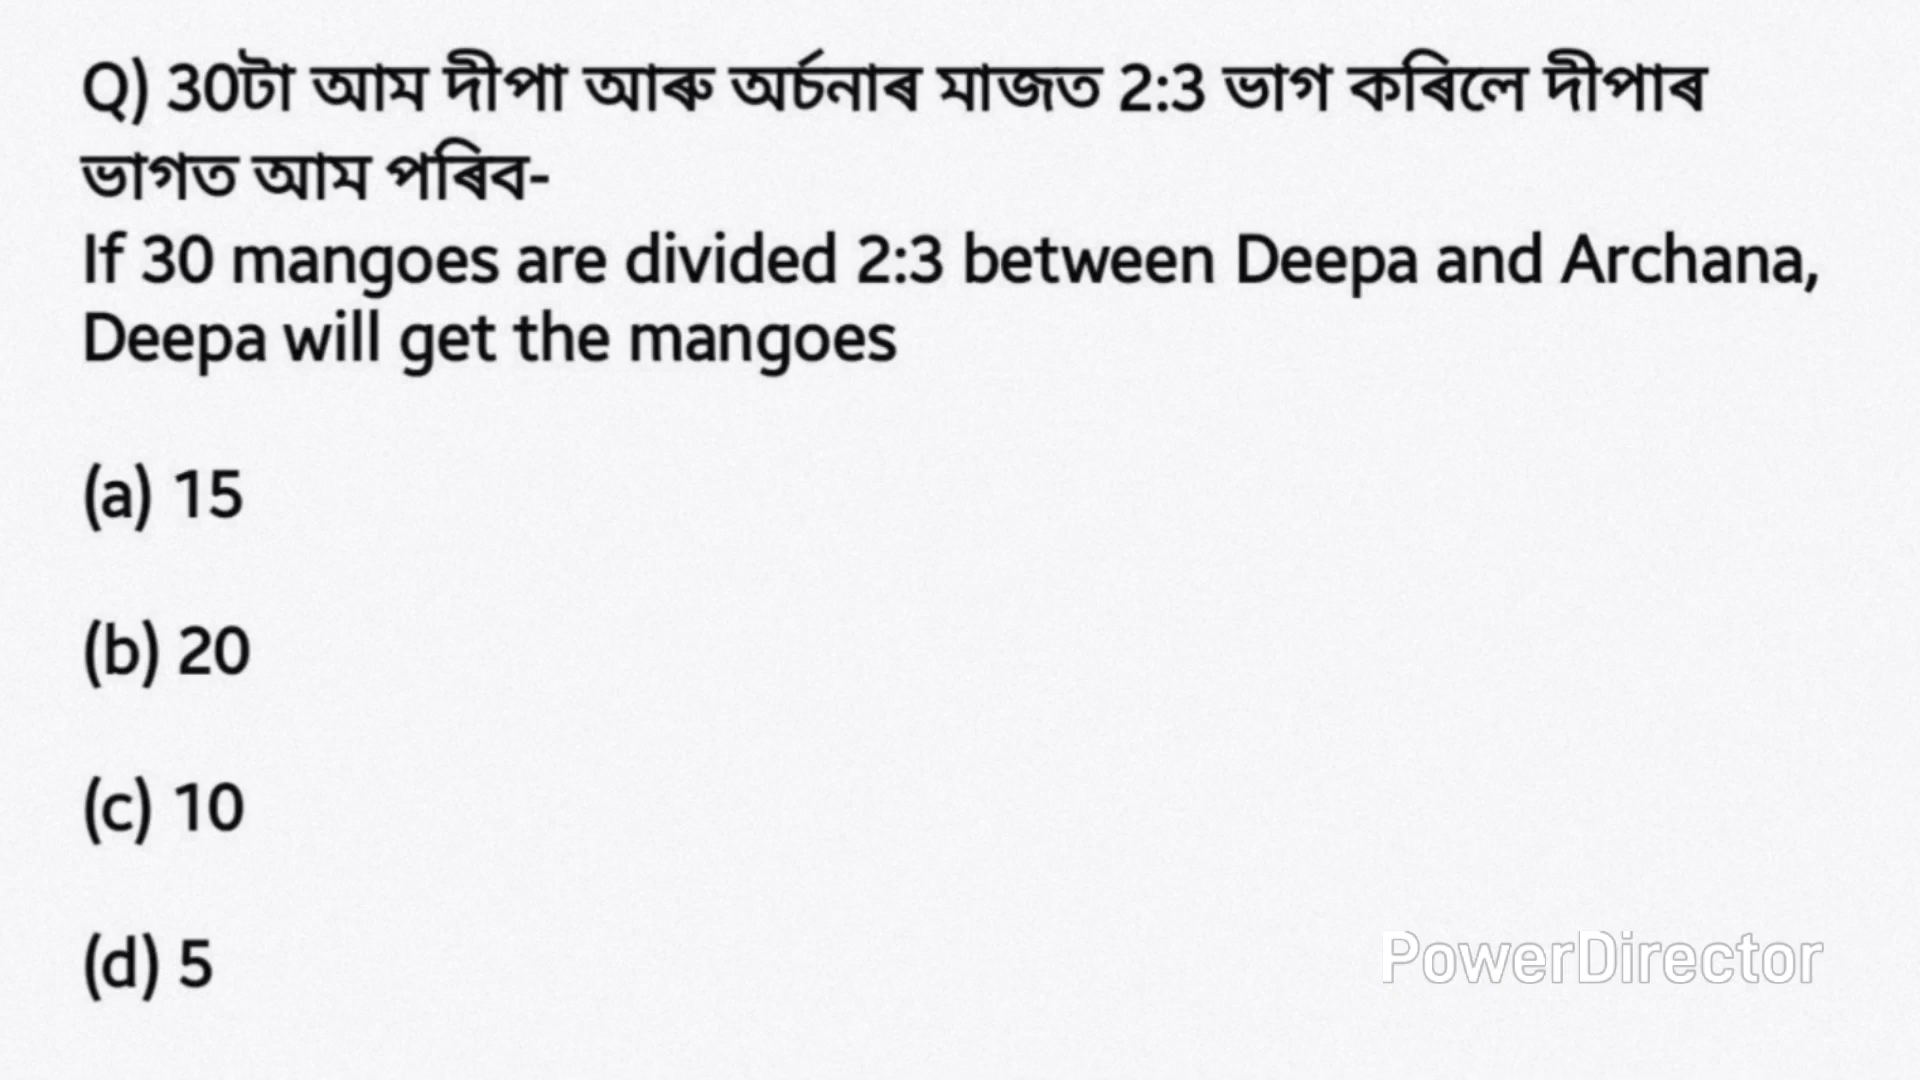 Q) 30টা আম দীপা আৰু অৰ্চনাৰ মাজত 2:3 ভাগ কৰিলে দীপাৰ
ভাগত আম পৰিব-
If 30 mangoes are divided 2:3 between Deepa and Archana,
Deepa will get the mangoes
(a) 15
(b) 20
(c) 10
(d) 5
PowerDirector